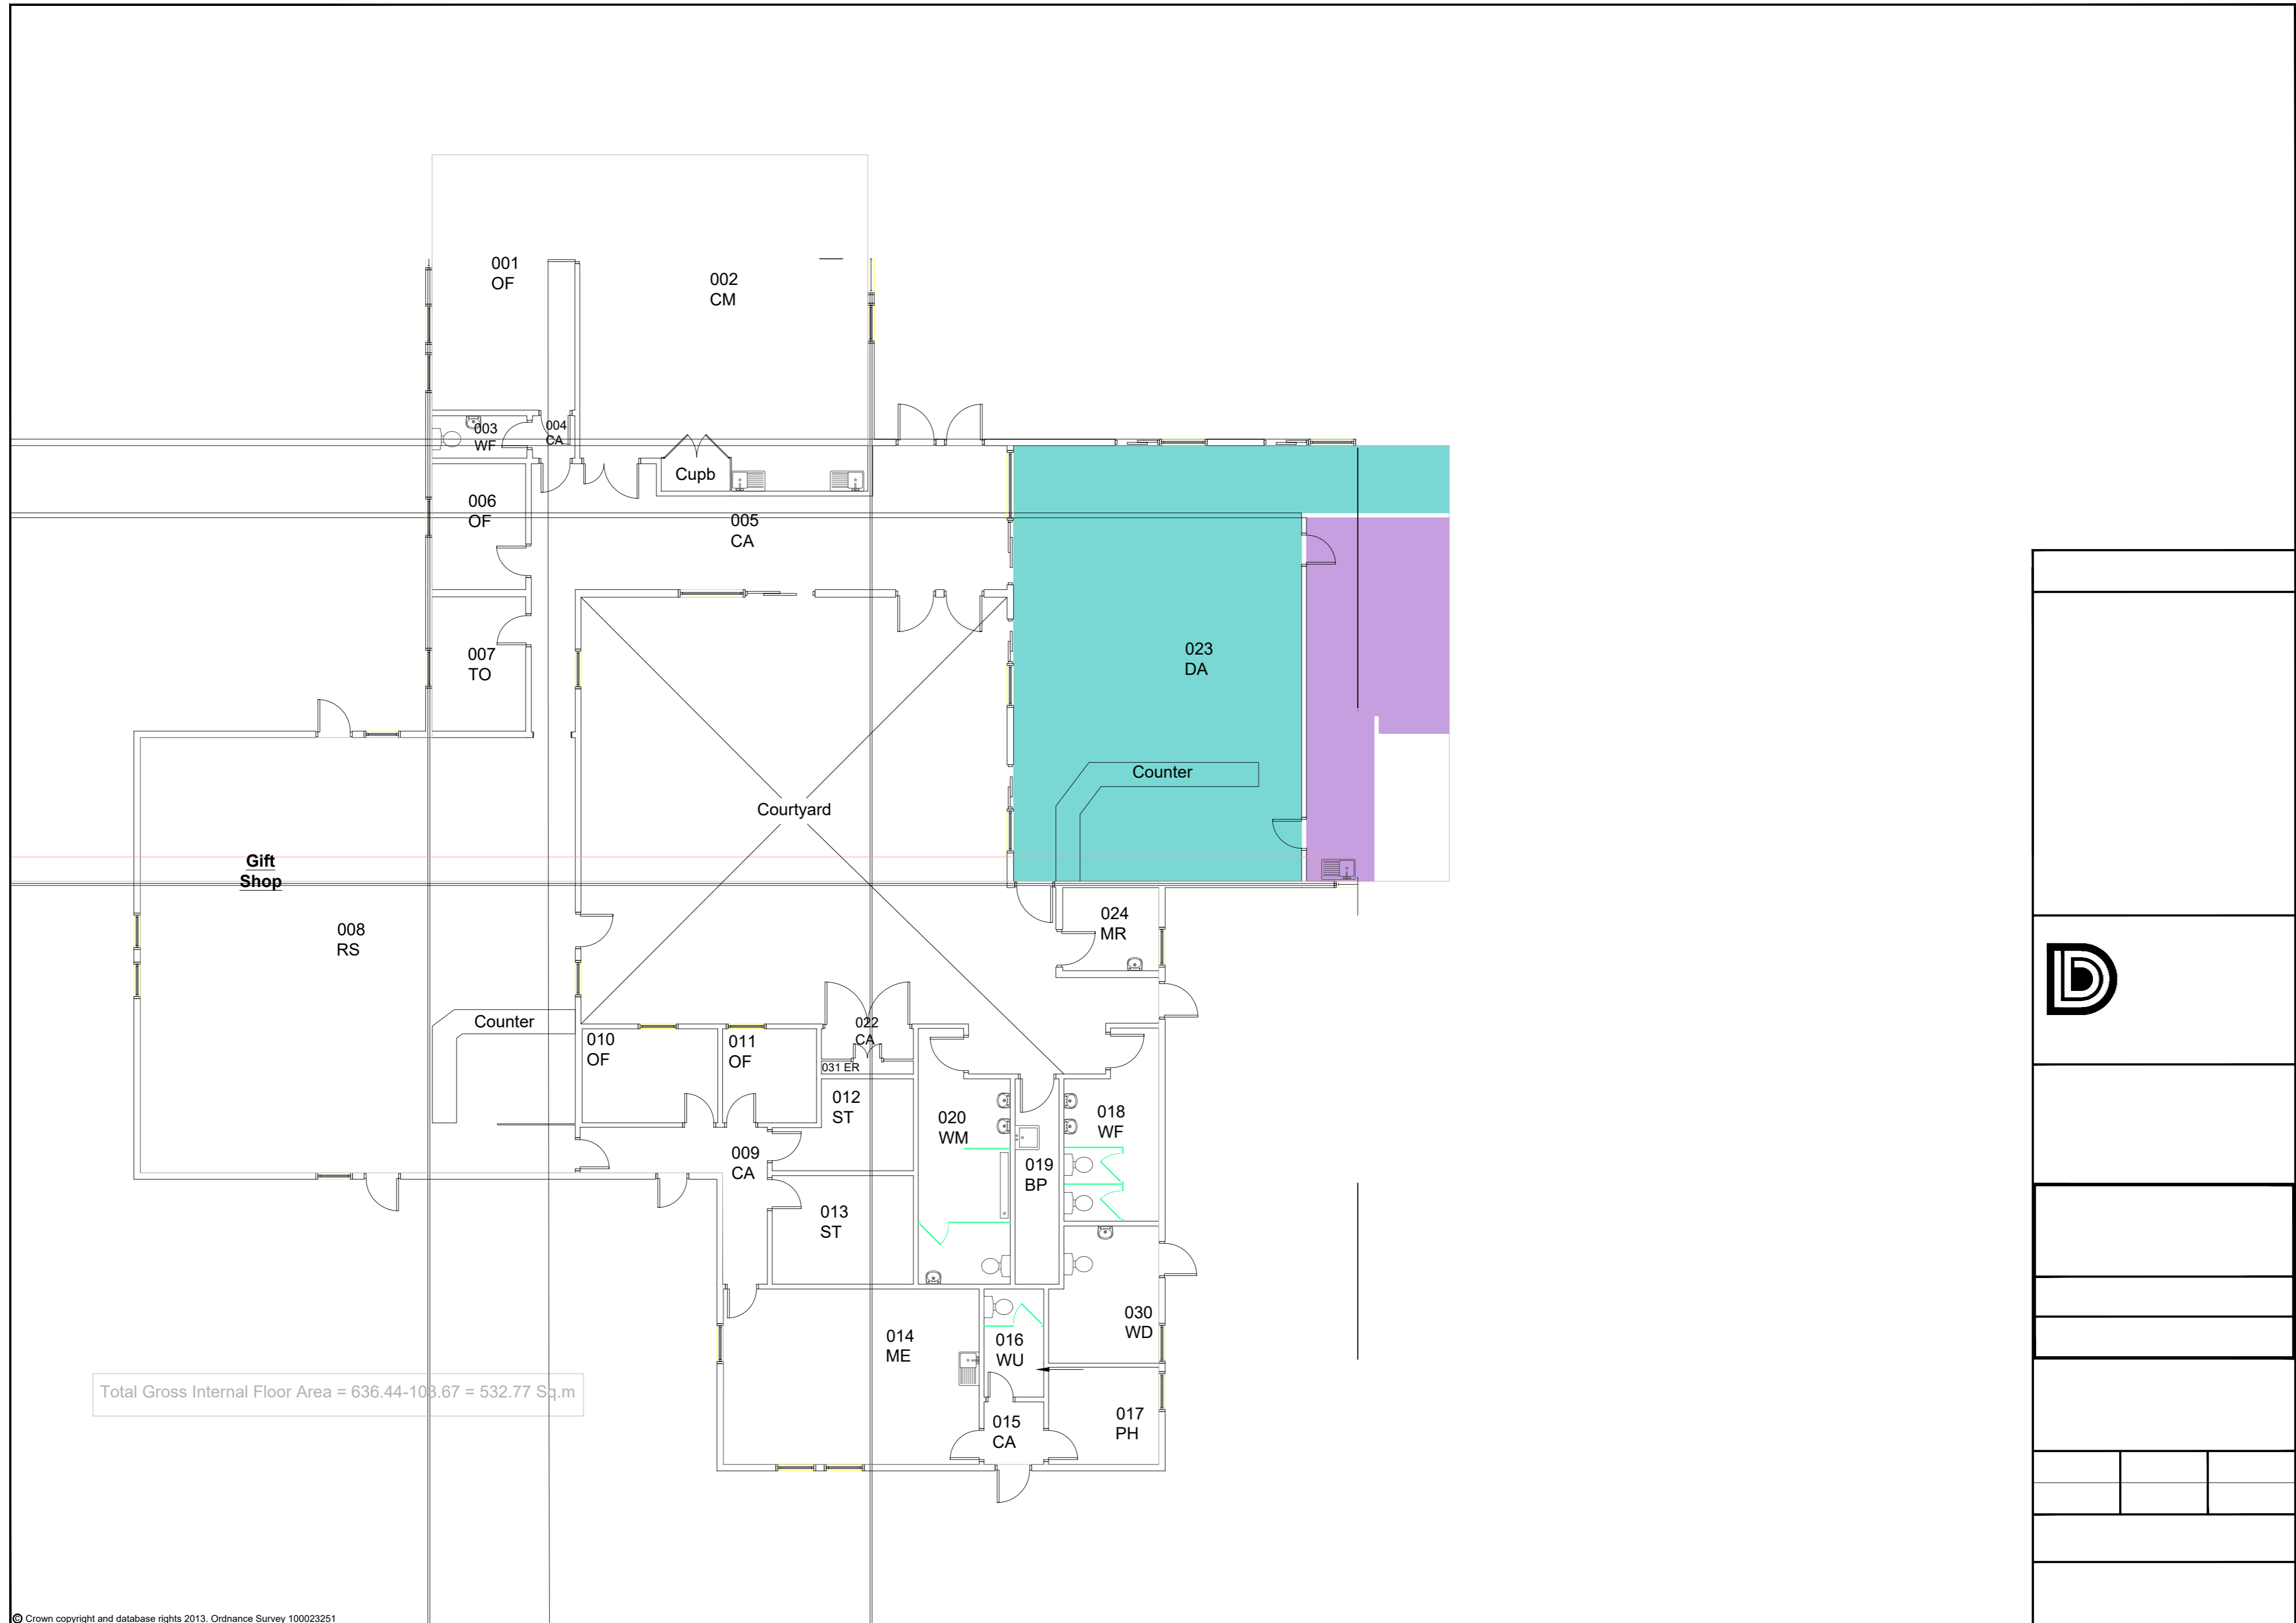 001
OF
002
CM
003
WF
004
CA
Cupb
006
OF
005
CA
007
TO
023
DA
Counter
Courtyard
Gift
Shop
008
RS
024
MR
Counter
010
OF
011
OF
022
CA
031 ER
012
ST
020
WM
018
WF
009
CA
019
BP
013
ST
030
WD
014
ME
016
WU
Total Gross Internal Floor Area = 636.44-103.67 = 532.77 Sq.m
015
CA
017
PH
© Crown copyright and database rights 2013. Ordnance Survey 100023251